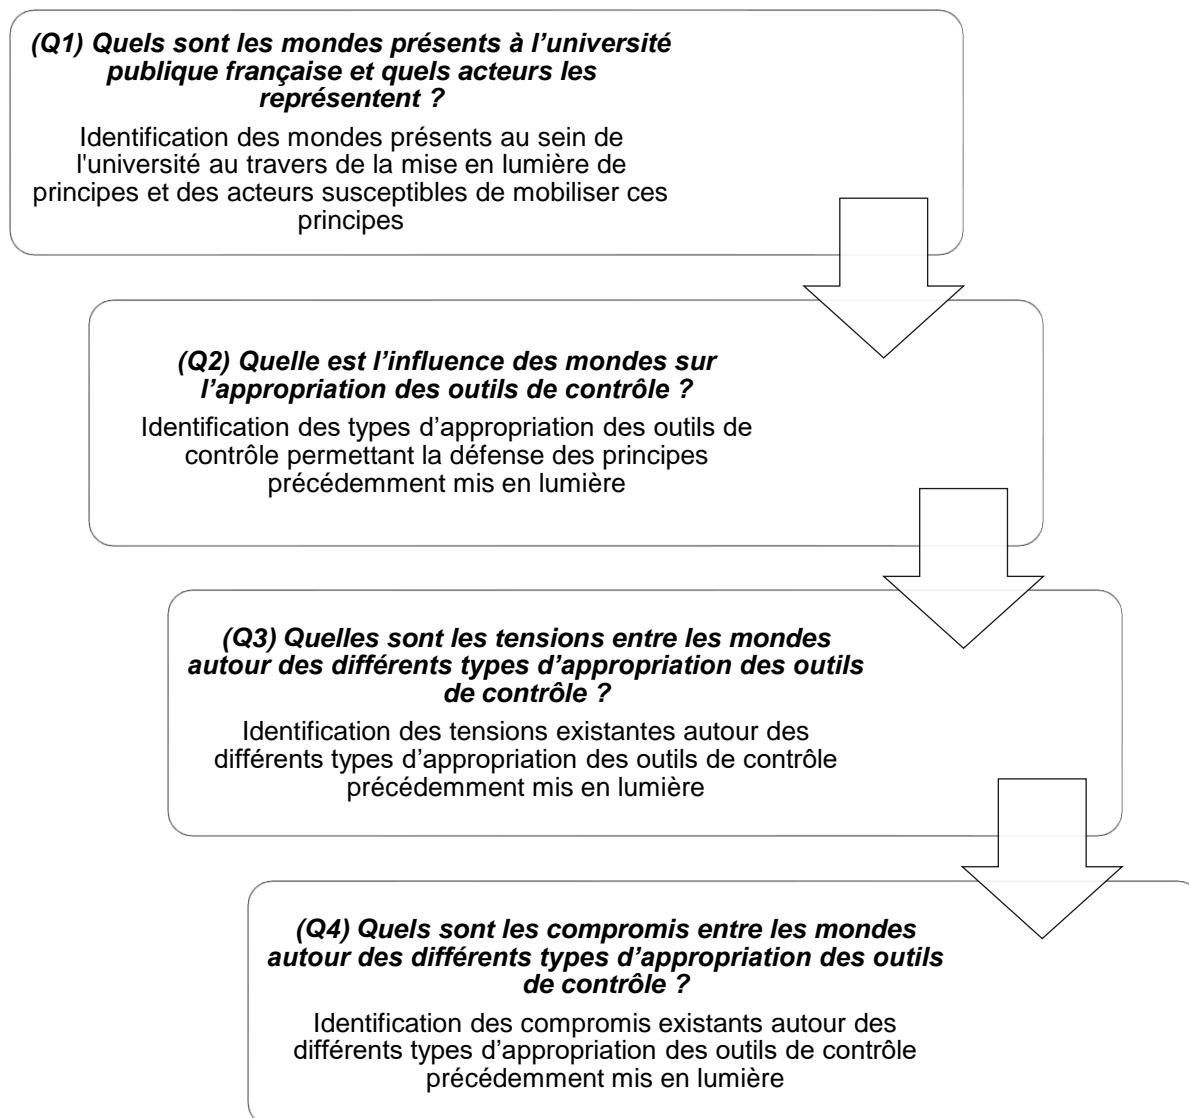 (Q1) Quels sont les mondes présents à l’université
publique française et quels acteurs les
représentent ?
Identification des mondes présents au sein de
l'université au travers de la mise en lumière de
principes et des acteurs susceptibles de mobiliser ces
principes
(Q2) Quelle est l’influence des mondes sur
l’appropriation des outils de contrôle ?
Identification des types d’appropriation des outils de
contrôle permettant la défense des principes
précédemment mis en lumière
(Q3) Quelles sont les tensions entre les mondes
autour des différents types d’appropriation des outils
de contrôle ?
Identification des tensions existantes autour des
différents types d’appropriation des outils de contrôle
précédemment mis en lumière
(Q4) Quels sont les compromis entre les mondes
autour des différents types d’appropriation des outils
de contrôle ?
Identification des compromis existants autour des
différents types d’appropriation des outils de contrôle
précédemment mis en lumière